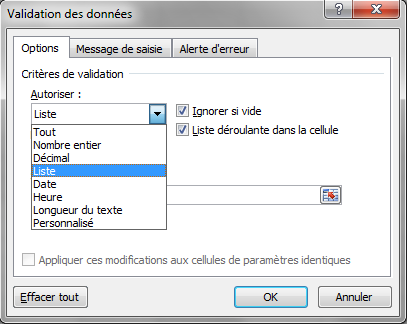 Validation des données
Options Message de saisie Alerte d'erreur
Critères de validation
Autoriser :
Liste Ignorer si vide
Tout Liste déroulante dans la cellule
Nombre entier
Décimal
Liste
Date
Heure
Longueur du texte
Personnalisé
Appliquer ces modifications aux cellules de paramètres identiques
Effacer tout OK Annuler